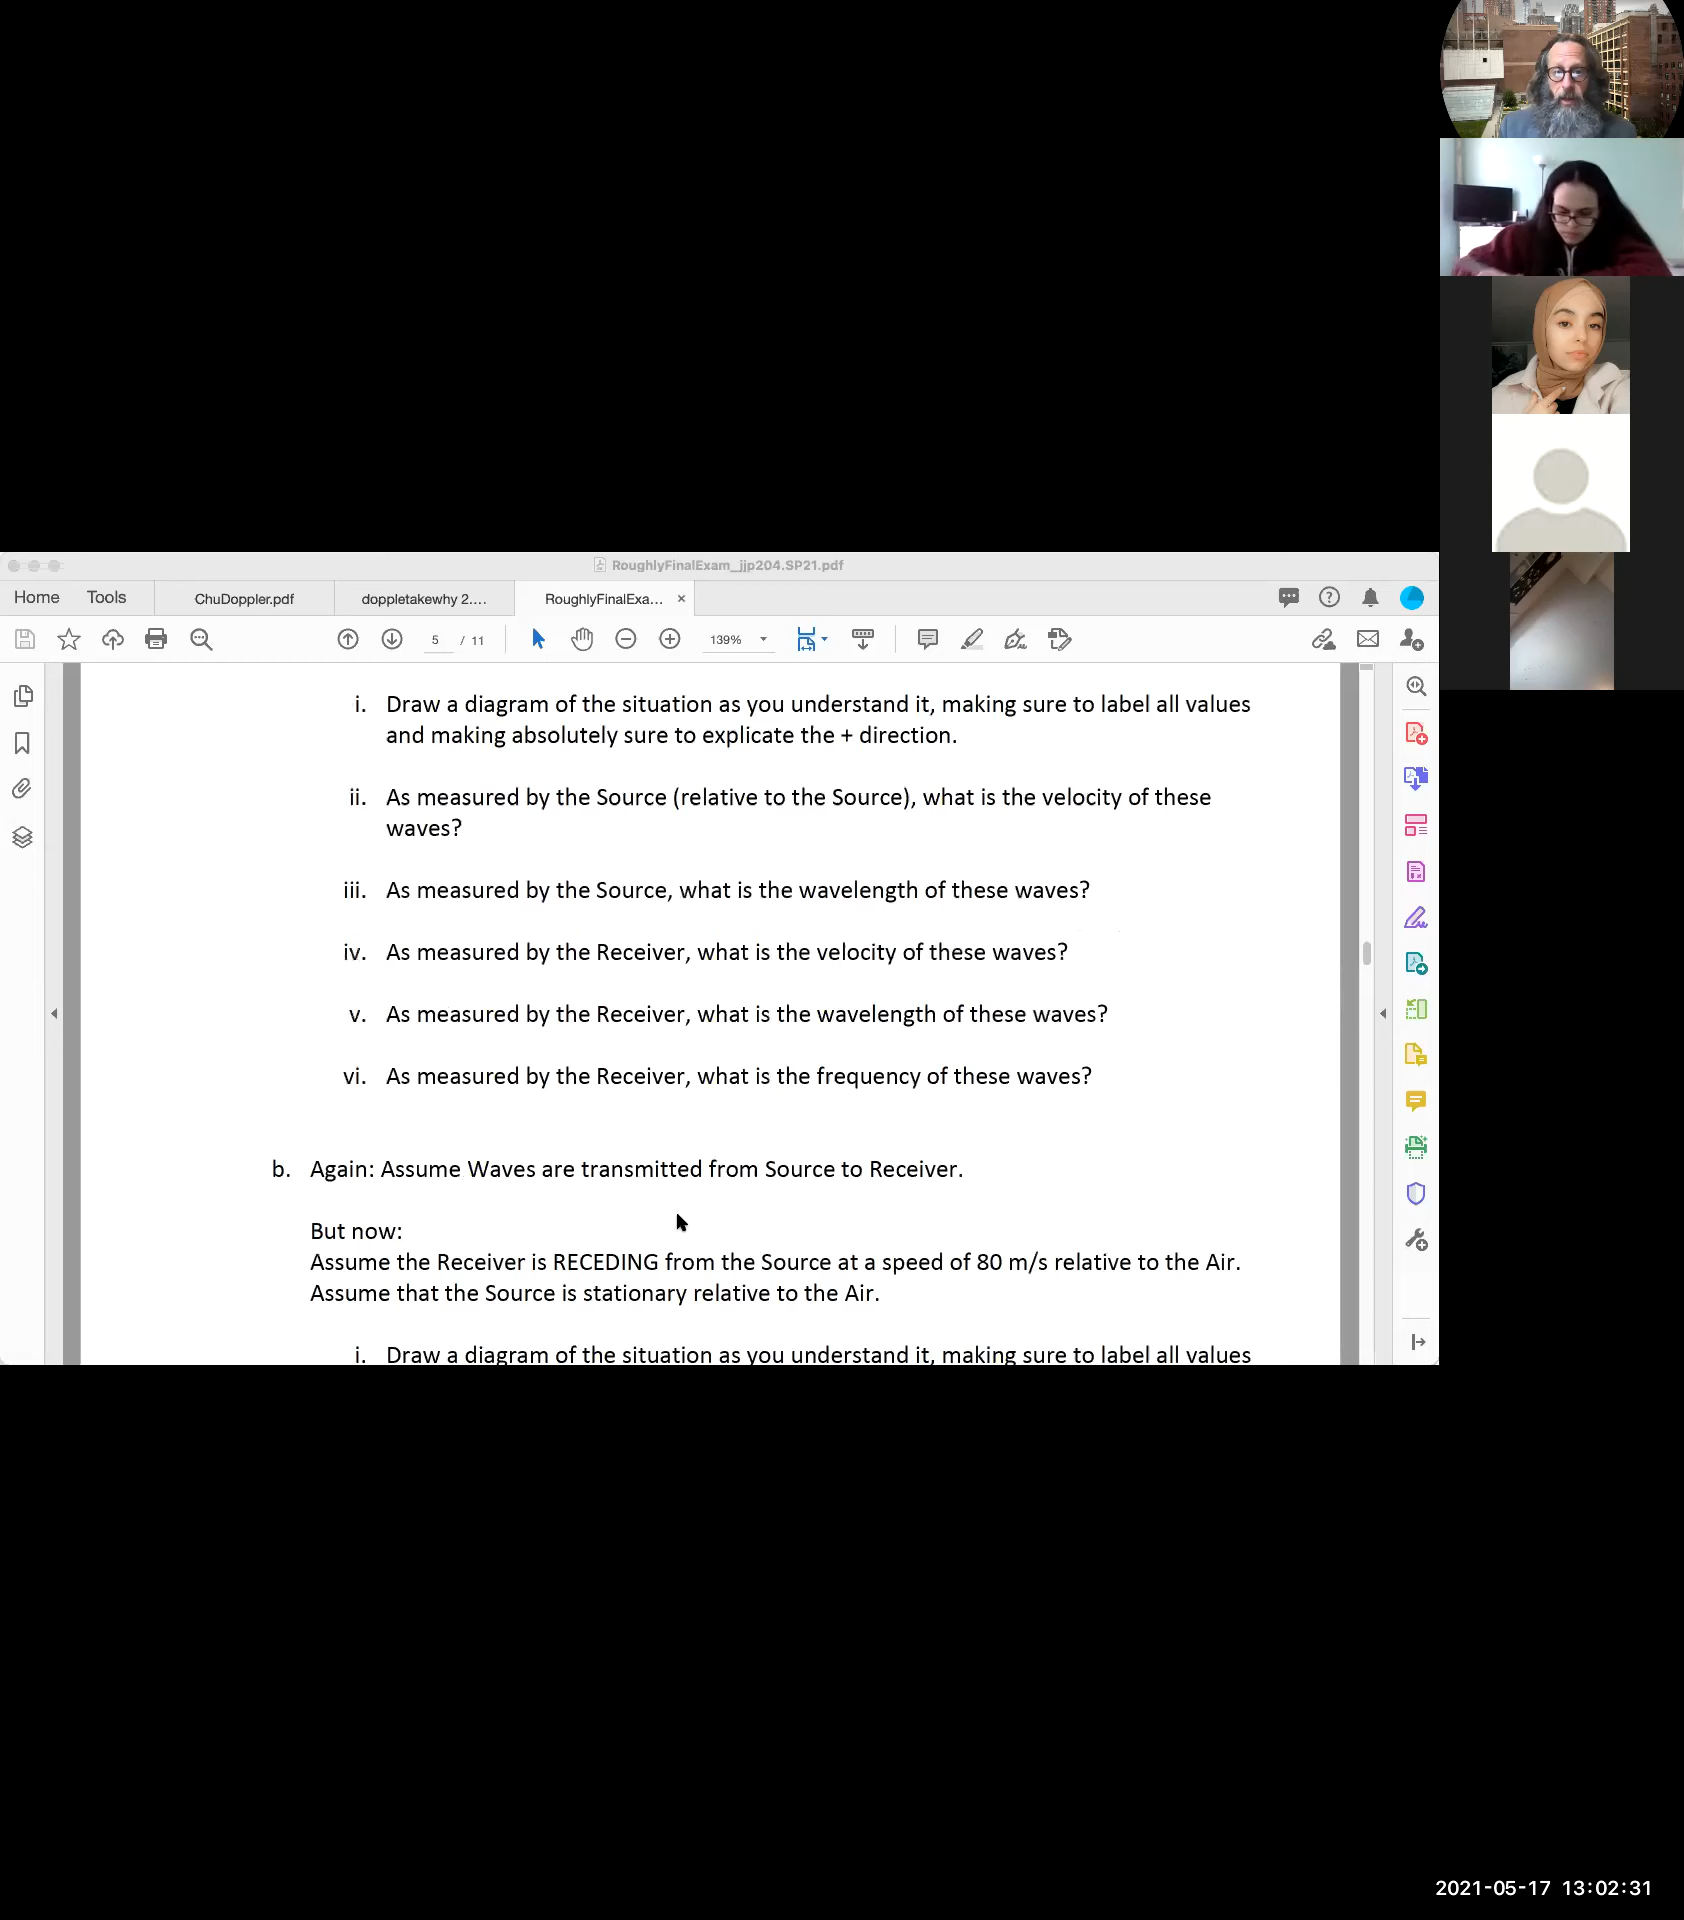 RoughlyFinalExam_jjp204.SP21.pdf
Home Tools ChuDoppler.pdf doppletakewhy 2.... RoughlyFinalExa... ×
5 / 11 139%
i. Draw a diagram of the situation as you understand it, making sure to label all values
and making absolutely sure to explicate the + direction.
ii. As measured by the Source (relative to the Source), what is the velocity of these
waves?
iii. As measured by the Source, what is the wavelength of these waves?
iv. As measured by the Receiver, what is the velocity of these waves?
v. As measured by the Receiver, what is the wavelength of these waves?
vi. As measured by the Receiver, what is the frequency of these waves?
b. Again: Assume Waves are transmitted from Source to Receiver.
But now:
Assume the Receiver is RECEDING from the Source at a speed of 80 m/s relative to the Air.
Assume that the Source is stationary relative to the Air.
i. Draw a diagram of the situation as you understand it, making sure to label all values
2021-05-17 13:02:31